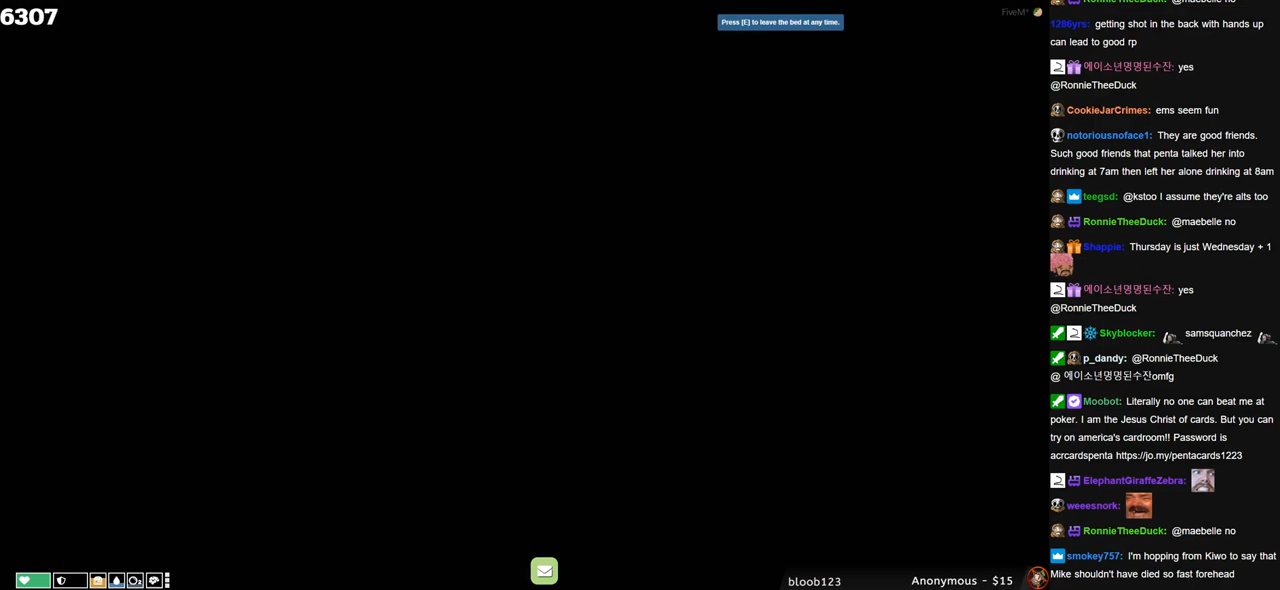 6307
Press [E] to leave the bed at any time.
FiveM*
RonnieTheeDuck: @maebelle no
1286yrs: getting shot in the back with hands up
can lead to good rp
에이소년명명된수잔: yes
@RonnieTheeDuck
CookieJarCrimes: ems seem fun
notoriousnoface1: They are good friends.
Such good friends that penta talked her into
drinking at 7am then left her alone drinking at 8am
teegsd: @kstoo I assume they're alts too
RonnieTheeDuck: @maebelle no
Shappie: Thursday is just Wednesday + 1
에이소년명명된수잔: yes
@RonnieTheeDuck
Skyblocker: samsquanchez
p_dandy: @RonnieTheeDuck
@ 에이소년명명된수잔omfg
Moobot: Literally no one can beat me at
poker. I am the Jesus Christ of cards. But you can
try on america's cardroom!! Password is
acrcardspenta https://jo.my/pentacards1223
ElephantGiraffeZebra:
weeesnork:
RonnieTheeDuck: @maebelle no
smokey757: I'm hopping from Kiwo to say that
Mike shouldn't have died so fast forehead
O2
bloob123
Anonymous - $15